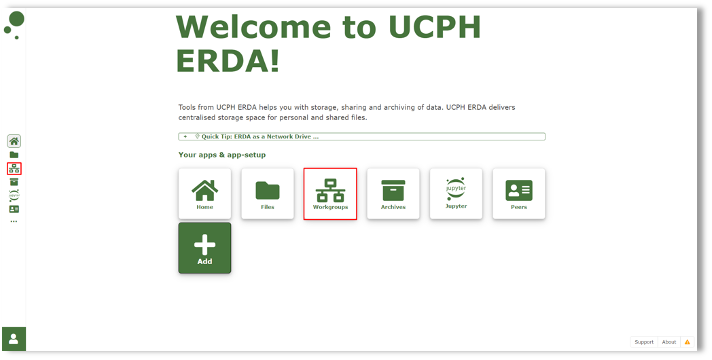 Welcome to UCPH
ERDA!
Tools from UCPH ERDA helps you with storage, sharing and archiving of data. UCPH ERDA delivers
centralised storage space for personal and shared files.
+ Quick Tip: ERDA as a Network Drive ...
Your apps & app-setup
Home
Files
Workgroups
Archives
jupyter
Jupyter
Peers
Add
Support
About